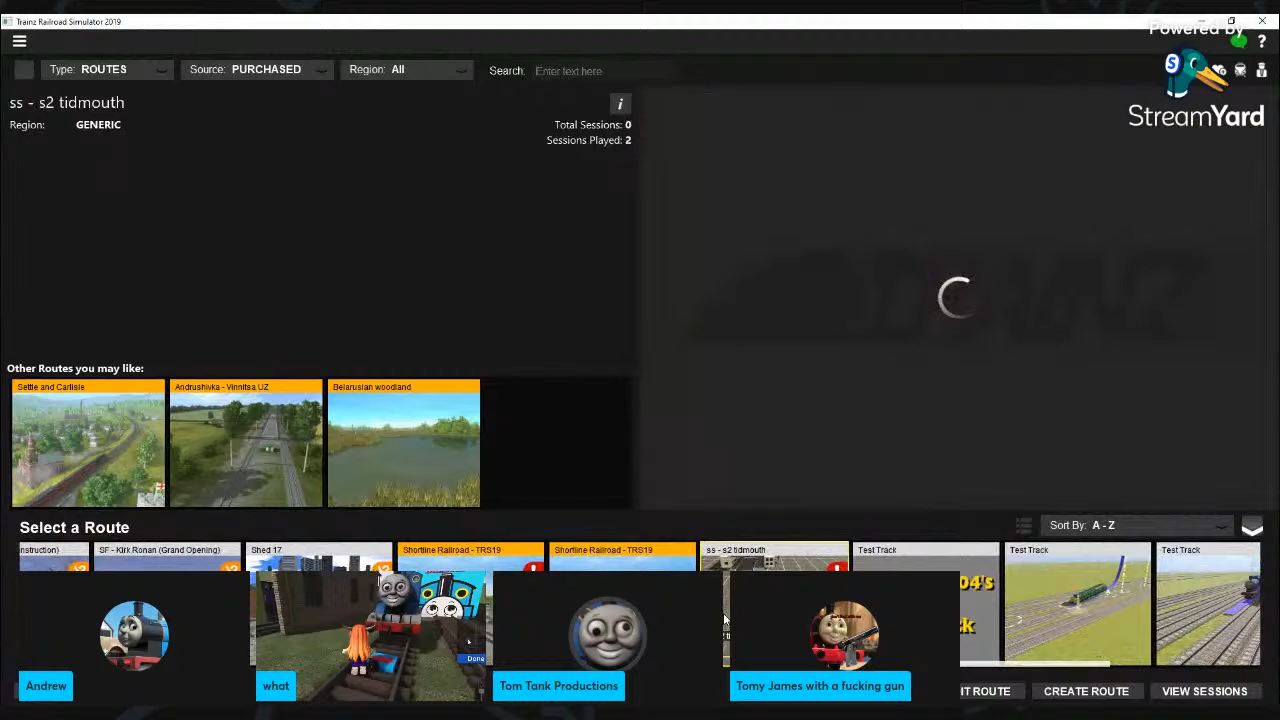 Trainz Railroad Simulator 2019
Powered by
StreamYard
Type: ROUTES
Source: PURCHASED
Region: All
Search: Enter text here
ss - s2 tidmouth
i
Region: GENERIC
Total Sessions: 0
Sessions Played: 2
Other Routes you may like:
Settle and Carlisle
Andrushivka - Vinnitsa UZ
Belarusian woodland
Select a Route
Sort By: A - Z
nstruction)
SF - Kirk Ronan (Grand Opening)
Shed 17
Shortline Railroad - TRS19
Shortline Railroad - TRS19
ss - s2 tidmouth
Test Track
Test Track
Test Track
04's
Done
Andrew
what
Tom Tank Productions
Tomy James with a fucking gun
IT ROUTE
CREATE ROUTE
VIEW SESSIONS